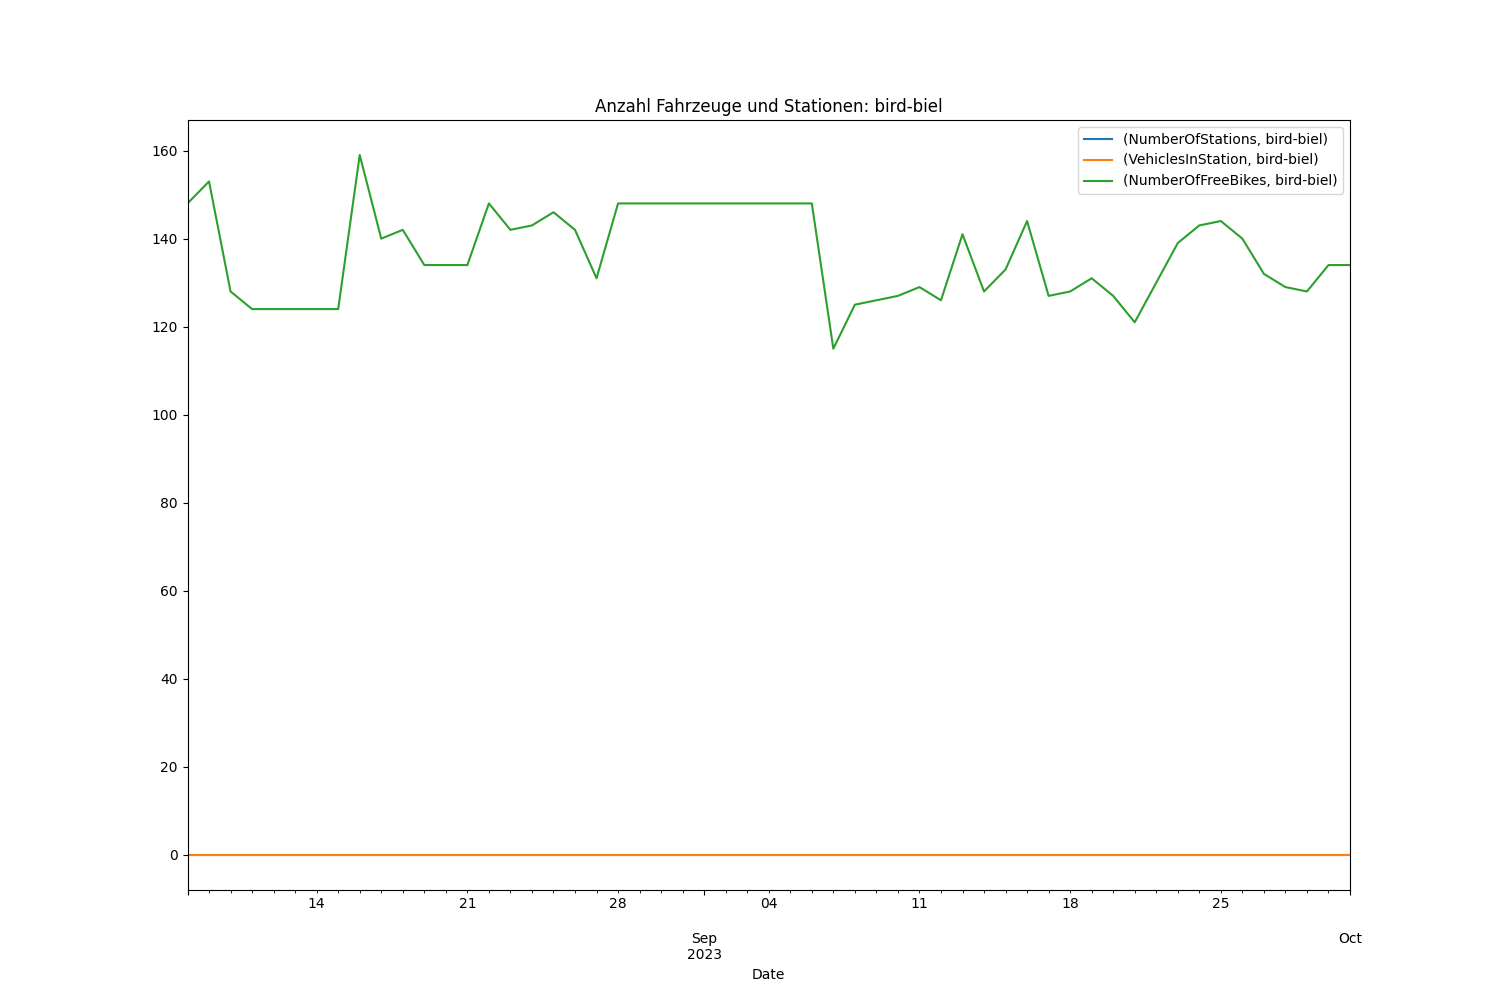 Anzahl Fahrzeuge und Stationen: bird-biel
(NumberOfStations, bird-biel)
(VehiclesInStation, bird-biel)
(NumberOfFreeBikes, bird-biel)
160
140
120
100
80
60
40
20
0
14 21 28 04 11 18 25
Sep Oct
2023
Date